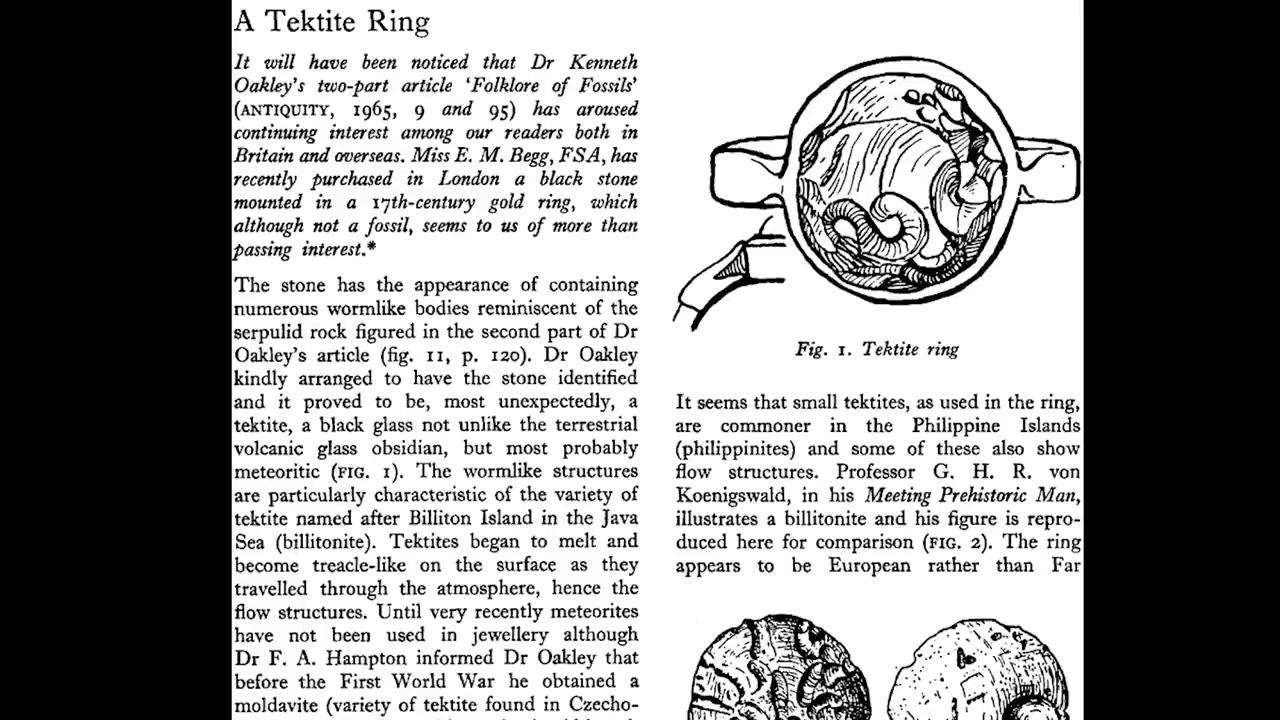 A Tektite Ring
It will have been noticed that Dr Kenneth
Oakley's two-part article 'Folklore of Fossils'
(ANTIQUITY, 1965, 9 and 95) has aroused
continuing interest among our readers both in
Britain and overseas. Miss E. M. Begg, FSA, has
recently purchased in London a black stone
mounted in a 17th-century gold ring, which
although not a fossil, seems to us of more than
passing interest.*
The stone has the appearance of containing
numerous wormlike bodies reminiscent of the
serpulid rock figured in the second part of Dr
Oakley's article (fig. 11, p. 120). Dr Oakley
kindly arranged to have the stone identified
and it proved to be, most unexpectedly, a
tektite, a black glass not unlike the terrestrial
volcanic glass obsidian, but most probably
meteoritic (FIG. 1). The wormlike structures
are particularly characteristic of the variety of
tektite named after Billiton Island in the Java
Sea (billitonite). Tektites began to melt and
become treacle-like on the surface as they
travelled through the atmosphere, hence the
flow structures. Until very recently meteorites
have not been used in jewellery although
Dr F. A. Hampton informed Dr Oakley that
before the First World War he obtained a
moldavite (variety of tektite found in Czecho-
Fig. 1. Tektite ring
It seems that small tektites, as used in the ring,
are commoner in the Philippine Islands
(philippinites) and some of these also show
flow structures. Professor G. H. R. von
Koenigswald, in his Meeting Prehistoric Man,
illustrates a billitonite and his figure is repro-
duced here for comparison (FIG. 2). The ring
appears to be European rather than Far